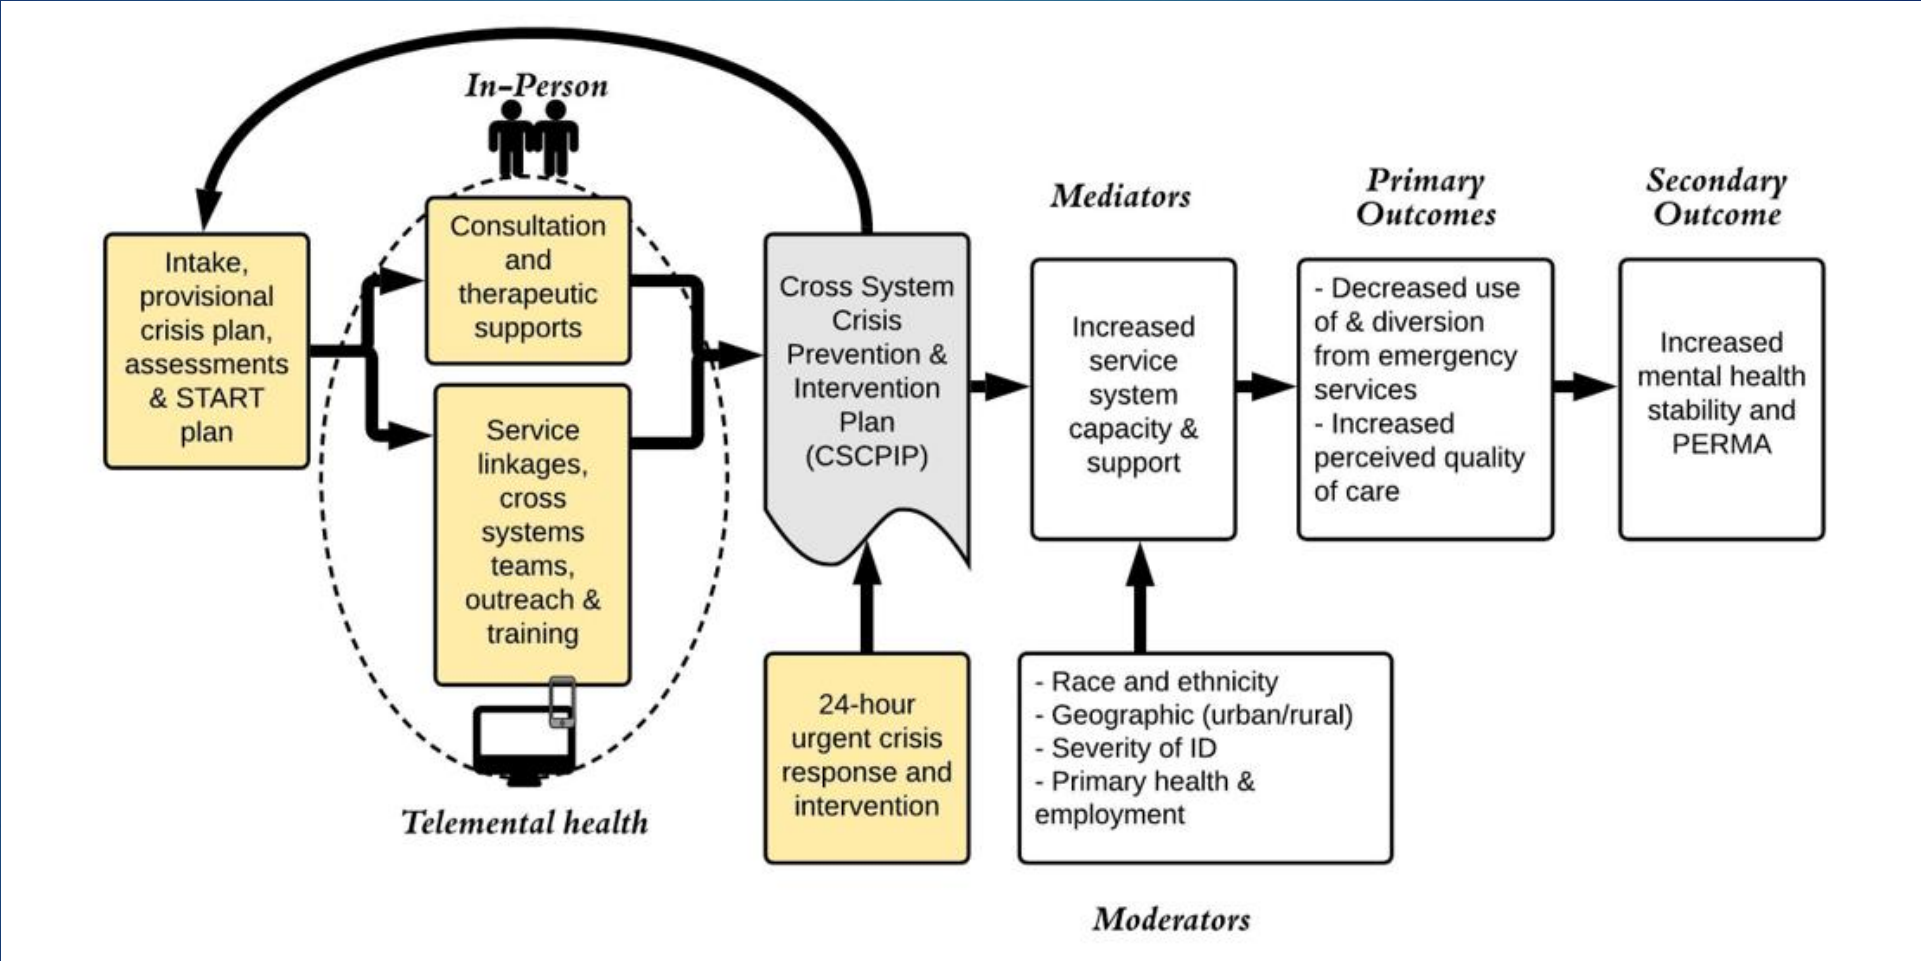 In-Person
Intake,
provisional
crisis plan,
assessments
& START
plan
Consultation
and
therapeutic
supports
Service
linkages,
cross
systems
teams,
outreach &
training
Telemental health
Cross System
Crisis
Prevention &
Intervention
Plan
(CSCPIP)
24-hour
urgent crisis
response and
intervention
Mediators
Increased
service
system
capacity &
support
- Race and ethnicity
- Geographic (urban/rural)
- Severity of ID
- Primary health &
employment
Moderators
Primary
Outcomes
- Decreased use
of & diversion
from emergency
services
- Increased
perceived quality
of care
Secondary
Outcome
Increased
mental health
stability and
PERMA